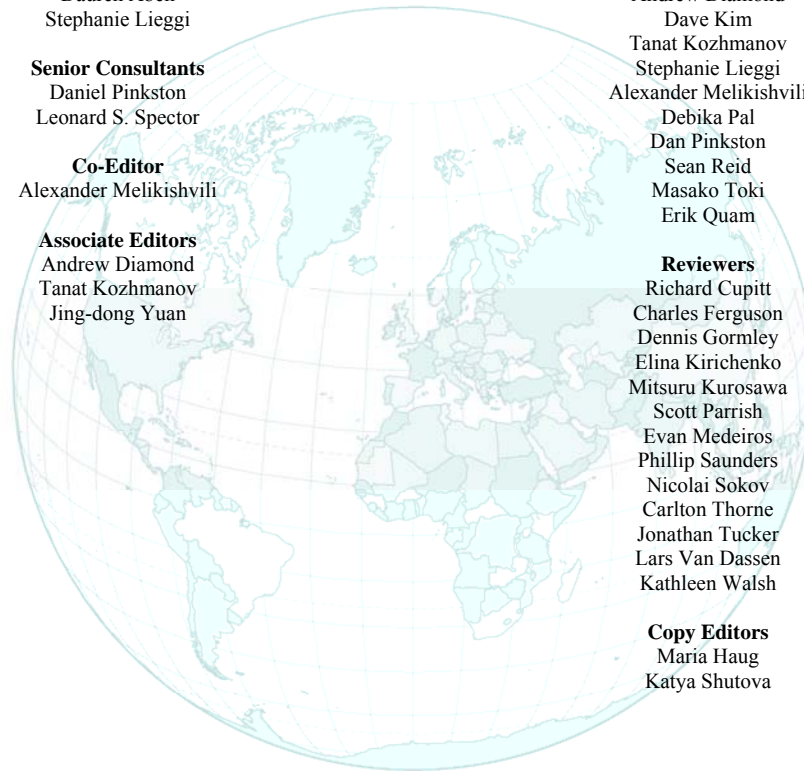 Stephanie Lieggi
Senior Consultants
Daniel Pinkston
Leonard S. Spector
Co-Editor
Alexander Melikishvili
Associate Editors
Andrew Diamond
Tanat Kozhmanov
Jing-dong Yuan
Andrew Diamond
Dave Kim
Tanat Kozhmanov
Stephanie Lieggi
Alexander Melikishvili
Debika Pal
Dan Pinkston
Sean Reid
Masako Toki
Erik Quam
Reviewers
Richard Cupitt
Charles Ferguson
Dennis Gormley
Elina Kirichenko
Mitsuru Kurosawa
Scott Parrish
Evan Medeiros
Phillip Saunders
Nicolai Sokov
Carlton Thorne
Jonathan Tucker
Lars Van Dassen
Kathleen Walsh
Copy Editors
Maria Haug
Katya Shutova